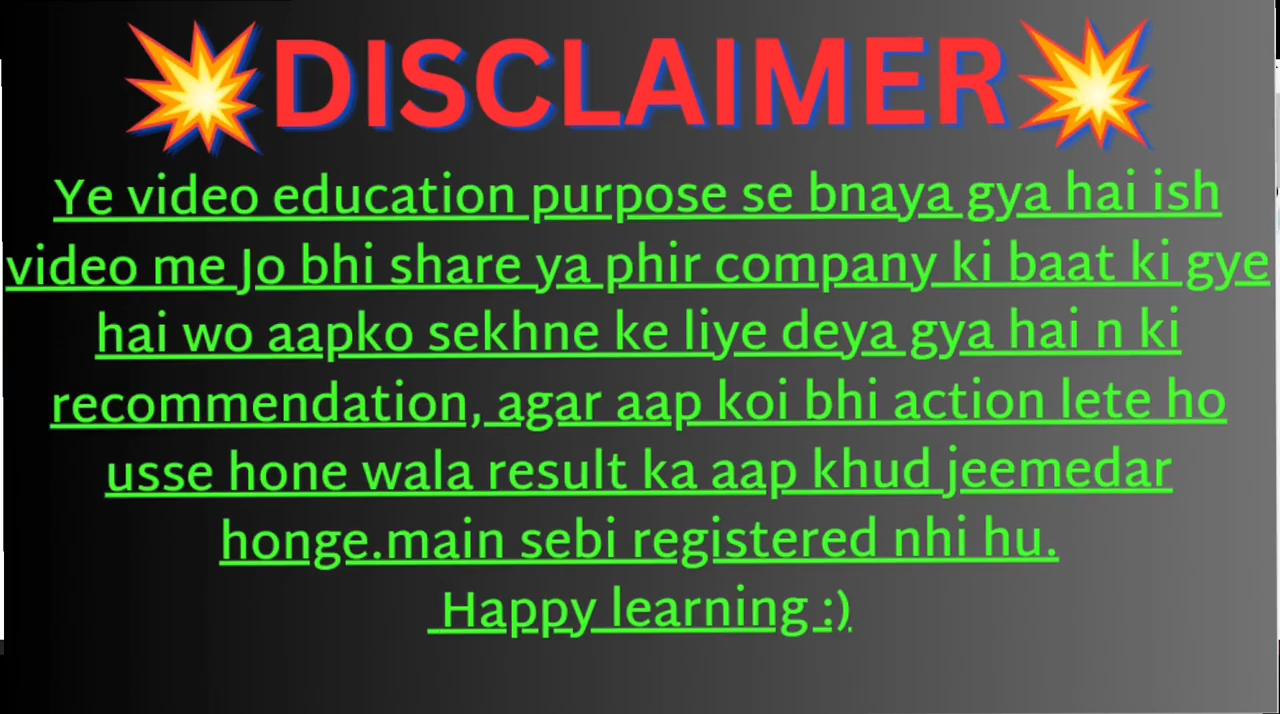 💥DISCLAIMER💥
Ye video education purpose se bnaya gya hai ish
video me Jo bhi share ya phir company ki baat ki gye
hai wo aapko sekhne ke liye deya gya hai n ki
recommendation, agar aap koi bhi action lete ho
usse hone wala result ka aap khud jeemedar
honge.main sebi registered nhi hu.
Happy learning :)